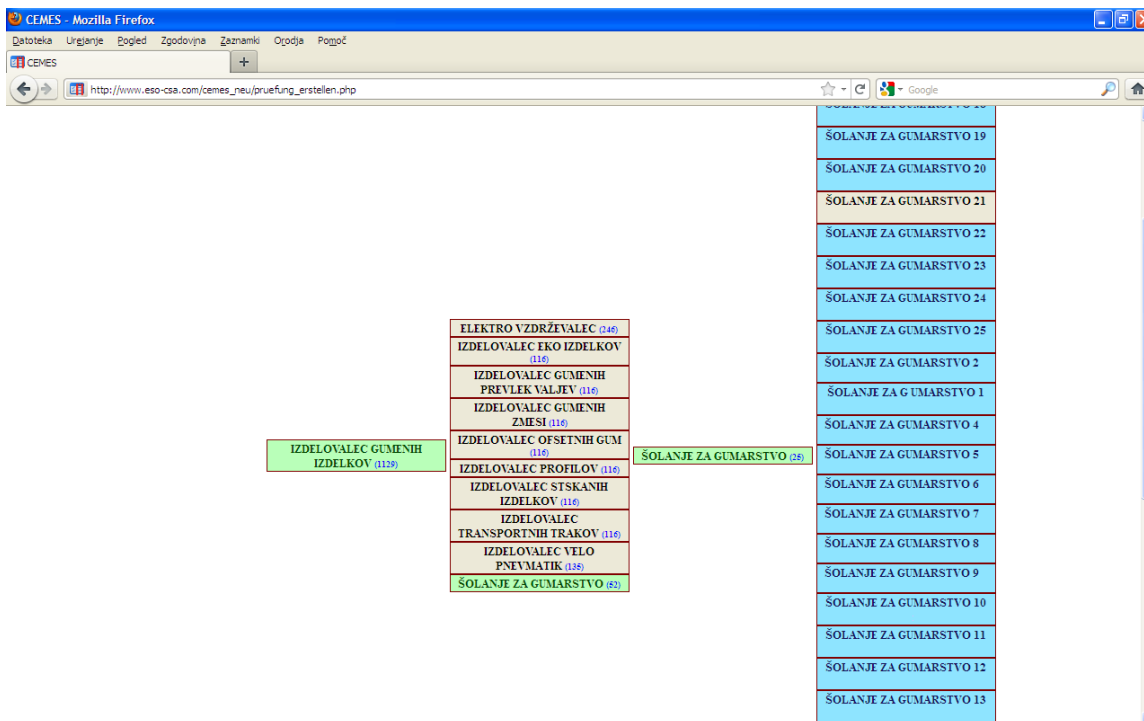 CEMES - Mozilla Firefox
Datoteka Urejanje Pogled Zgodovina Zaznamki Orodja Pomoč
CEMES
http://www.eso-csa.com/cemes_neu/pruefung_erstellen.php
Google
IZDELOVALEC GUMENIH
IZDELKOV (1129)
ELEKTRO VZDRŽEVALEC (246)
IZDELOVALEC EKO IZDELKOV
(116)
IZDELOVALEC GUMENIH
PREVLEK VALJEV (116)
IZDELOVALEC GUMENIH
ZMESI (116)
IZDELOVALEC OFSETNIH GUM
(116)
IZDELOVALEC PROFILOV (116)
IZDELOVALEC STSKANIH
IZDELKOV (116)
IZDELOVALEC
TRANSPORTNIH TRAKOV (116)
IZDELOVALEC VELO
PNEVMATIK (135)
ŠOLANJE ZA GUMARSTVO (52)
ŠOLANJE ZA GUMARSTVO (25)
ŠOLANJE ZA GUMARSTVO 18
ŠOLANJE ZA GUMARSTVO 19
ŠOLANJE ZA GUMARSTVO 20
ŠOLANJE ZA GUMARSTVO 21
ŠOLANJE ZA GUMARSTVO 22
ŠOLANJE ZA GUMARSTVO 23
ŠOLANJE ZA GUMARSTVO 24
ŠOLANJE ZA GUMARSTVO 25
ŠOLANJE ZA GUMARSTVO 2
ŠOLANJE ZA G UMARSTVO 1
ŠOLANJE ZA GUMARSTVO 4
ŠOLANJE ZA GUMARSTVO 5
ŠOLANJE ZA GUMARSTVO 6
ŠOLANJE ZA GUMARSTVO 7
ŠOLANJE ZA GUMARSTVO 8
ŠOLANJE ZA GUMARSTVO 9
ŠOLANJE ZA GUMARSTVO 10
ŠOLANJE ZA GUMARSTVO 11
ŠOLANJE ZA GUMARSTVO 12
ŠOLANJE ZA GUMARSTVO 13